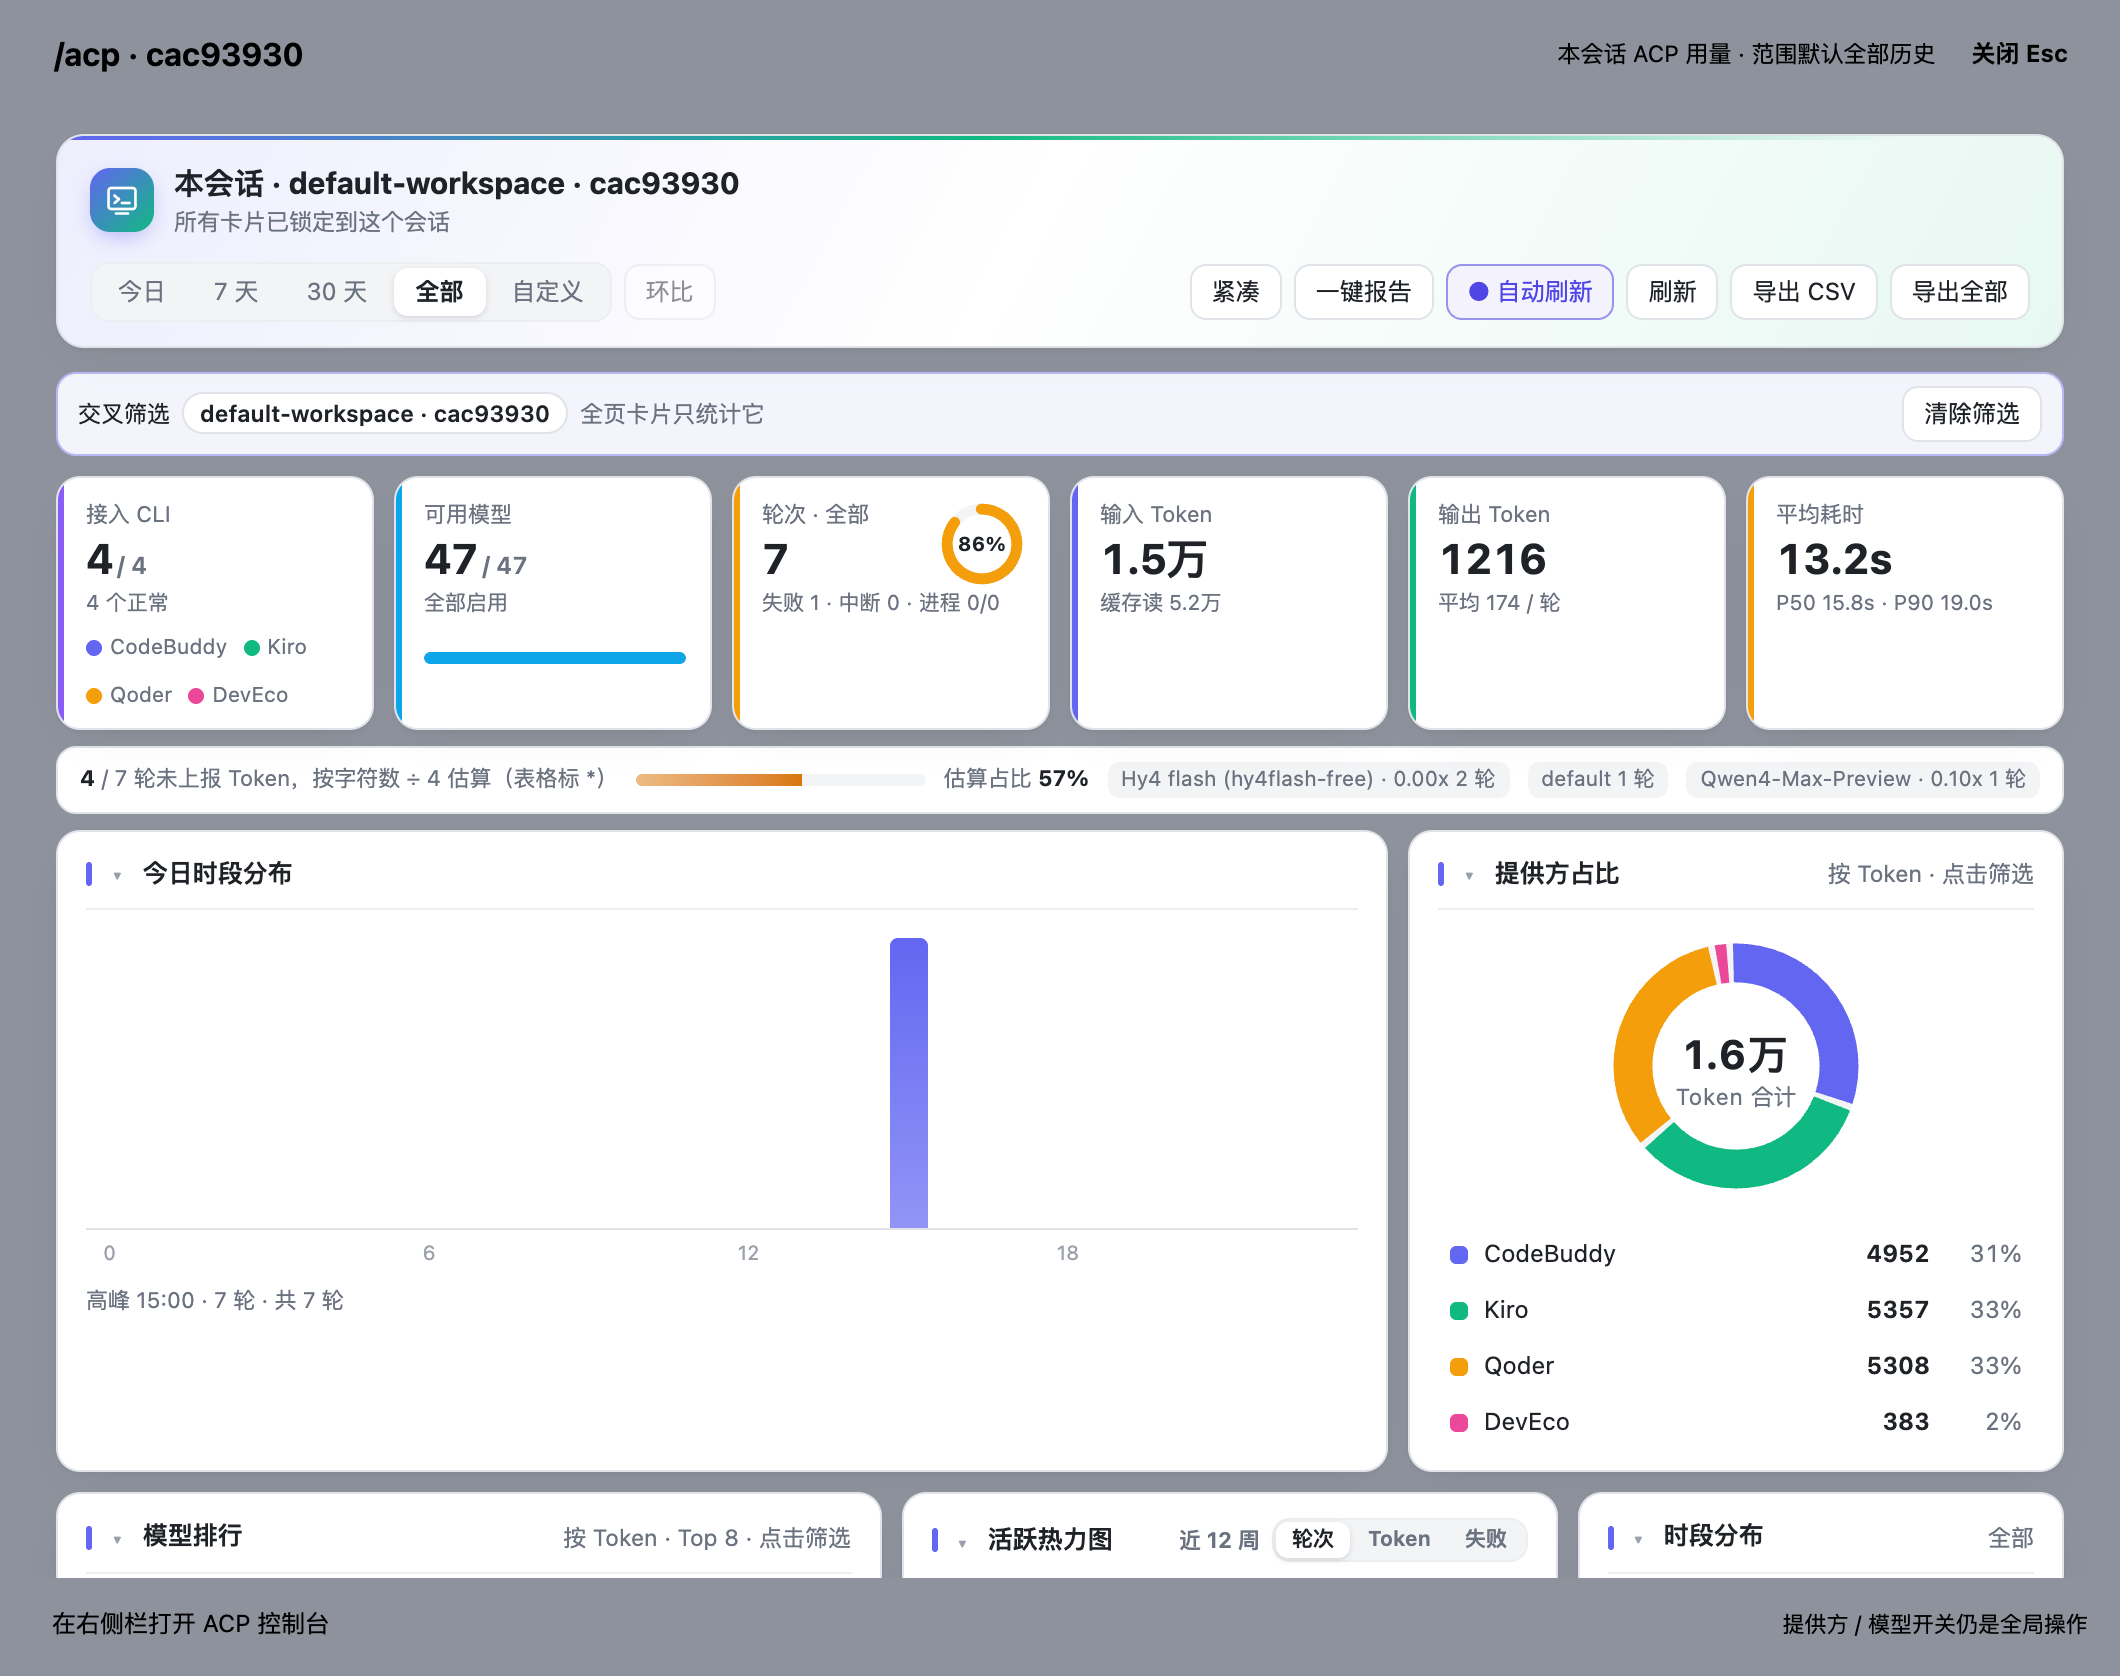 /acp · cac93930
本会话 ACP 用量 · 范围默认全部历史 关闭 Esc
本会话 · default-workspace · cac93930
所有卡片已锁定到这个会话
今日 7 天 30 天 全部 自定义 环比 紧凑 一键报告 自动刷新 刷新 导出 CSV 导出全部
交叉筛选 default-workspace · cac93930 全页卡片只统计它 清除筛选
接入 CLI
4 / 4
4 个正常
CodeBuddy Kiro
Qoder DevEco
可用模型
47 / 47
全部启用
轮次 · 全部
7
86%
失败 1 · 中断 0 · 进程 0/0
输入 Token
1.5万
缓存读 5.2万
输出 Token
1216
平均 174 / 轮
平均耗时
13.2s
P50 15.8s · P90 19.0s
4 / 7 轮未上报 Token，按字符数 ÷ 4 估算（表格标 *） 估算占比 57% Hy4 flash (hy4flash-free) · 0.00x 2 轮 default 1 轮 Qwen4-Max-Preview · 0.10x 1 轮
今日时段分布
0 6 12 18
高峰 15:00 · 7 轮 · 共 7 轮
提供方占比 按 Token · 点击筛选
1.6万
Token 合计
CodeBuddy 4952 31%
Kiro 5357 33%
Qoder 5308 33%
DevEco 383 2%
模型排行 按 Token · Top 8 · 点击筛选
活跃热力图 近 12 周 轮次 Token 失败
时段分布 全部
在右侧栏打开 ACP 控制台
提供方 / 模型开关仍是全局操作